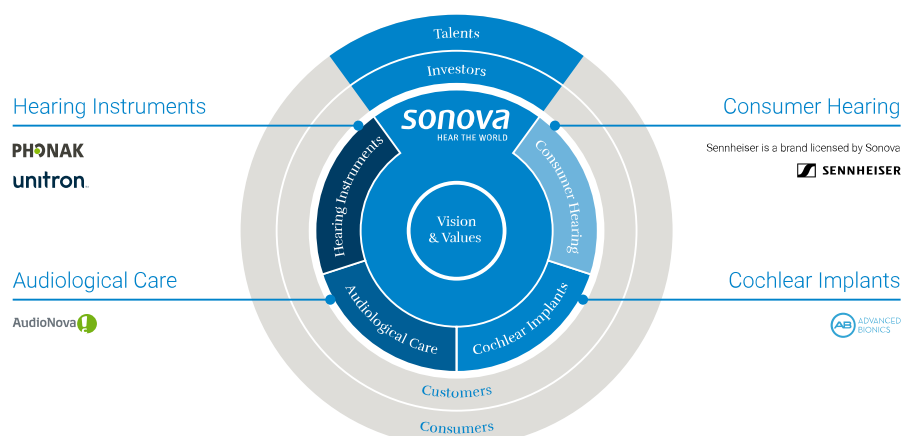 Talents
Investors
sonova
HEAR THE WORLD
Hearing Instruments
PHONAK
unitron™
Consumer Hearing
Sennheiser is a brand licensed by Sonova
SENNHEISER
Hearing Instruments
Consumer Hearing
Vision
& Values
Audiological Care
AudioNova
Cochlear Implants
AB ADVANCED
BIONICS
Audiological Care
Cochlear Implants
Customers
Consumers